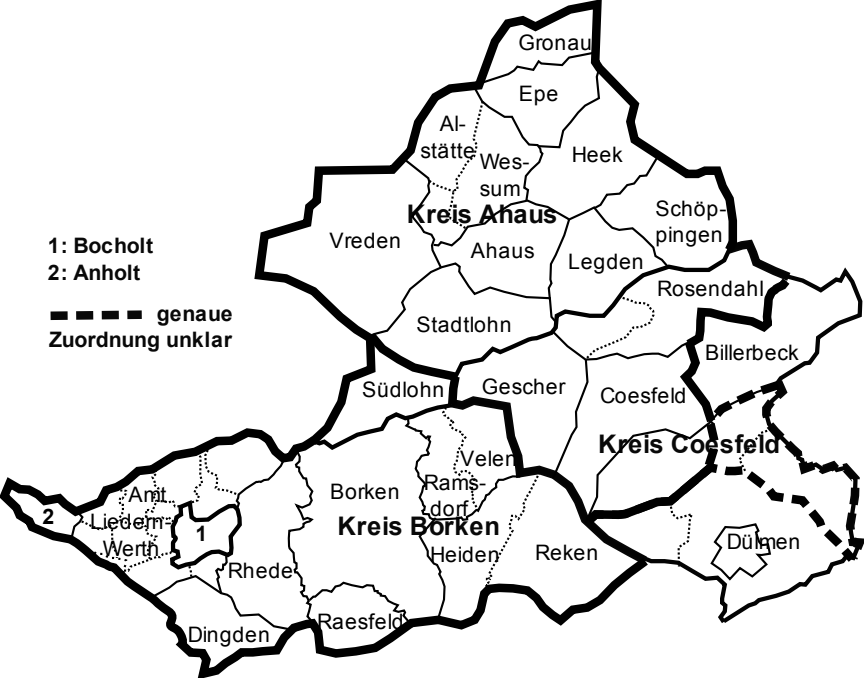 Gronau
Epe
Al-
stätte
Wes-
sum
Heek
Kreis Ahaus
Schöp-
pingen
Vreden
Ahaus
Legden
1: Bocholt
2: Anholt
Rosendahl
genaue
Zuordnung unklar
Stadtlohn
Billerbeck
Südlohn
Gescher
Coesfeld
Kreis Coesfeld
Velen
Rams-
dorf
Borken
Kreis Borken
Amt
Liedern-
Werth
2
1
Heiden
Reken
Dülmen
Rhede
Raesfeld
Dingden